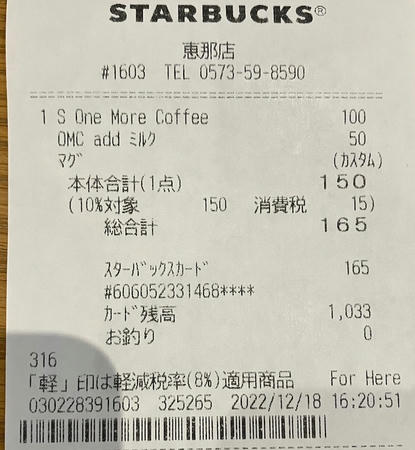 STARBUCKS®
恵那店
#1603 TEL 0573-59-8590
1 S One More Coffee 100
OMC add ﾐﾙｸ 50
ﾏｸﾞ (ｶｽﾀﾑ)
本体合計(1点) 150
(10%対象 150 消費税 15)
総合計 165
ｽﾀｰﾊﾞｯｸｽｶｰﾄﾞ 165
#606052331468****
ｶｰﾄﾞ残高 1,033
お釣り 0
316
「軽」印は軽減税率(8%)適用商品 For Here
030228391603 325265 2022/12/18 16:20:51